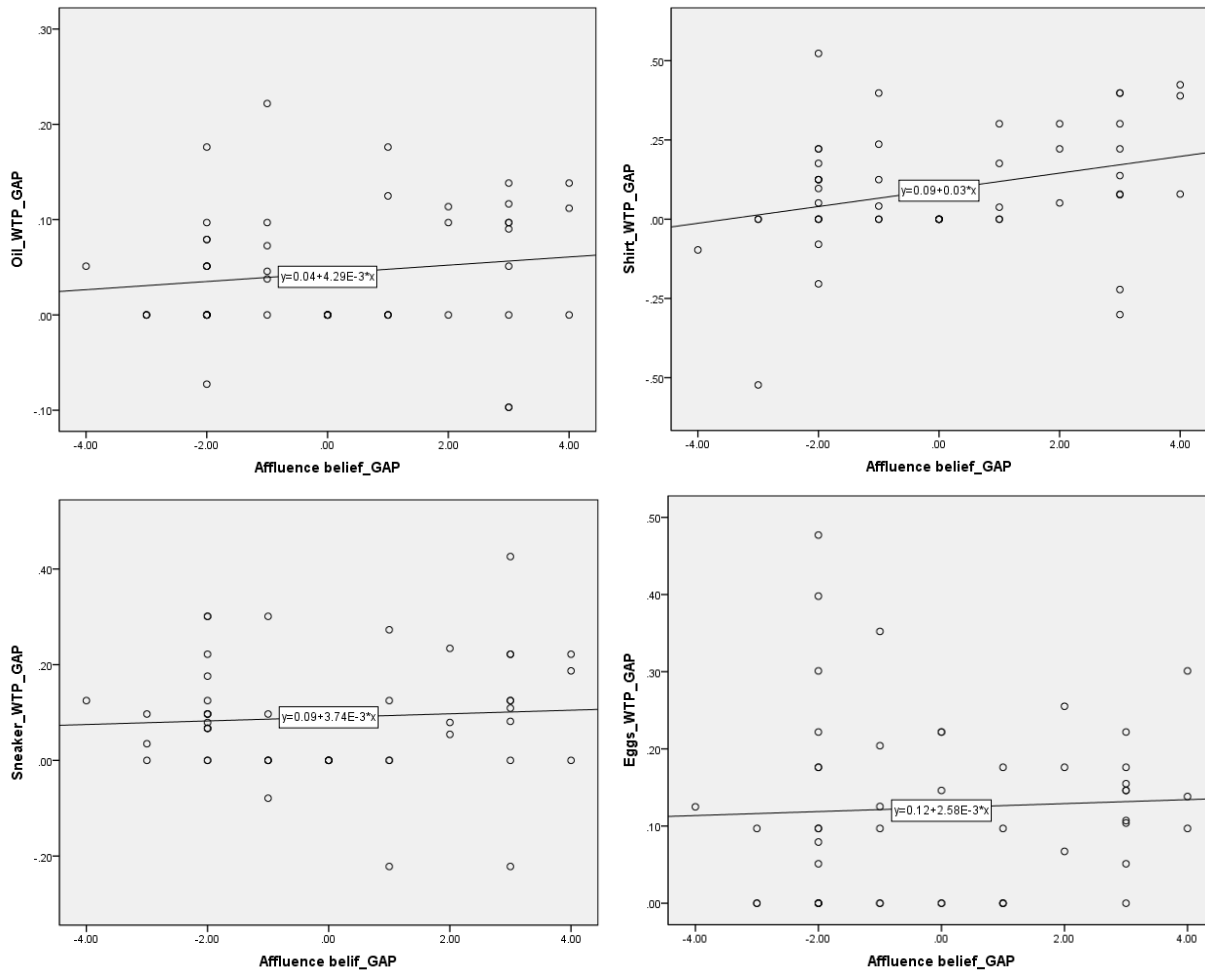 .30
.20
.10
.00
-.10
Oil_WTP_GAP
y=0.04+4.29E-3*x
-4.00 -2.00 .00 2.00 4.00
Affluence belief_GAP
.50
.25
.00
-.25
-.50
Shirt_WTP_GAP
y=0.09+0.03*x
-4.00 -2.00 .00 2.00 4.00
Affluence belief_GAP
.40
.20
.00
-.20
Sneaker_WTP_GAP
y=0.09+3.74E-3*x
-4.00 -2.00 .00 2.00 4.00
Affluence belif_GAP
.50
.40
.30
.20
.10
.00
Eggs_WTP_GAP
y=0.12+2.58E-3*x
-4.00 -2.00 .00 2.00 4.00
Affluence belief_GAP